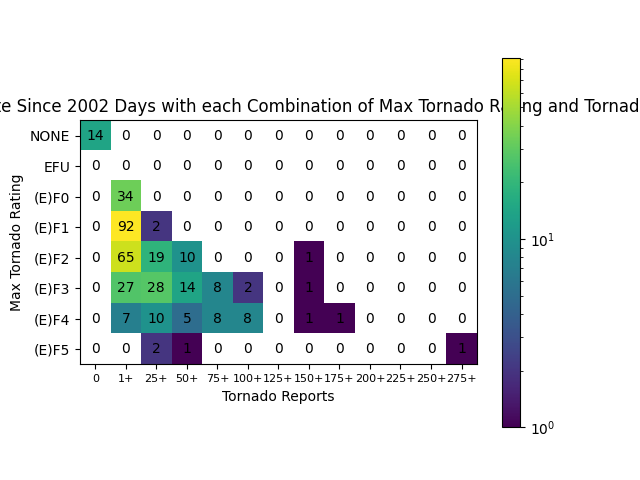 Since 2002 Days with each Combination of Max Tornado Rating and
NONE 14 0 0 0 0 0 0 0 0 0 0 0 0
EFU 0 0 0 0 0 0 0 0 0 0 0 0 0
(E)F0 0 34 0 0 0 0 0 0 0 0 0 0 0
(E)F1 0 92 2 0 0 0 0 0 0 0 0 0 0
(E)F2 0 65 19 10 0 0 0 1 0 0 0 0 0
(E)F3 0 27 28 14 8 2 0 1 0 0 0 0 0
(E)F4 0 7 10 5 8 8 0 1 1 0 0 0 0
(E)F5 0 0 2 1 0 0 0 0 0 0 0 0 1
0 1+ 25+ 50+ 75+ 100+ 125+ 150+ 175+ 200+ 225+ 250+ 275+
Tornado Reports
Max Tornado Rating
10^1
10^0